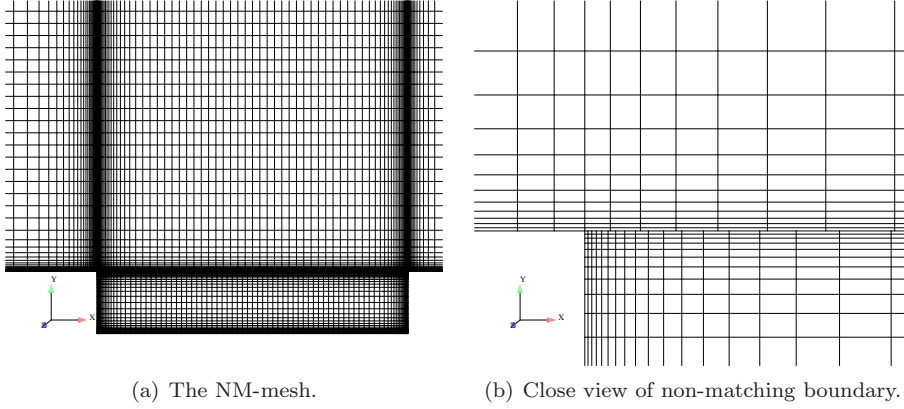 Y
X
Z
Y
X
Z
(a) The NM-mesh.
(b) Close view of non-matching boundary.